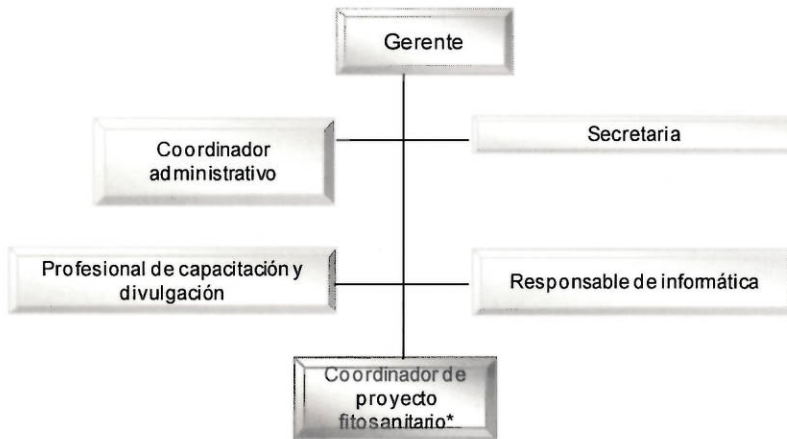 Gerente
Coordinador
administrativo
Secretaria
Profesional de capacitación y
divulgación
Responsable de informática
Coordinador de
proyecto
fitosanitario*